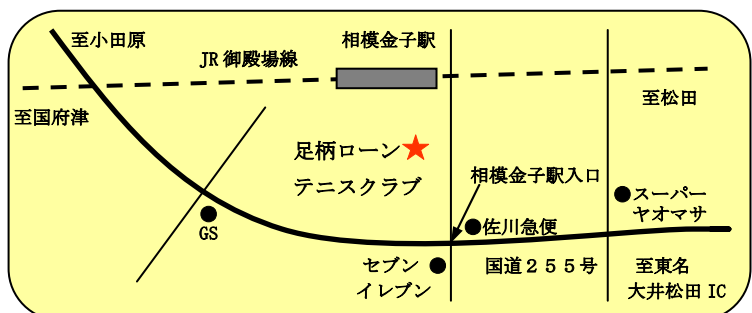 至小田原
JR 御殿場線
相模金子駅
至国府津
至松田
足柄ローン
テニスクラブ
相模金子駅入口
スーパー
ヤオマサ
佐川急便
GS
セブン
イレブン
国道２５５号
至東名
大井松田 IC